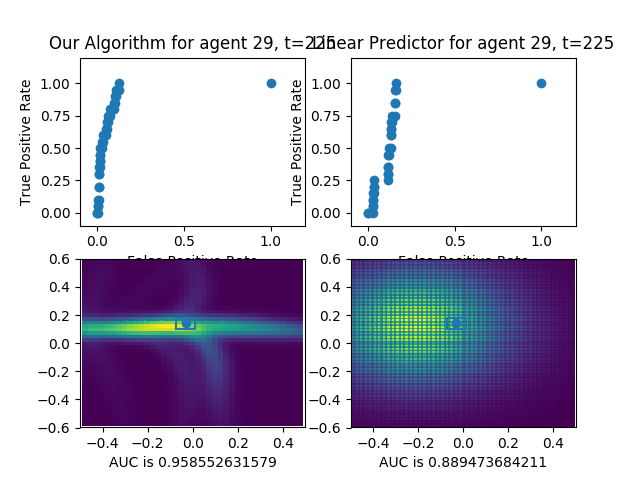 Our Algorithm for agent 29, t=225
Linear Predictor for agent 29, t=225
True Positive Rate
1.00
0.75
0.50
0.25
0.00
0.0 0.5 1.0
False Positive Rate
True Positive Rate
1.00
0.75
0.50
0.25
0.00
0.0 0.5 1.0
False Positive Rate
0.6
0.4
0.2
0.0
−0.2
−0.4
−0.6
−0.4 −0.2 0.0 0.2 0.4
AUC is 0.958552631579
0.6
0.4
0.2
0.0
−0.2
−0.4
−0.6
−0.4 −0.2 0.0 0.2 0.4
AUC is 0.889473684211